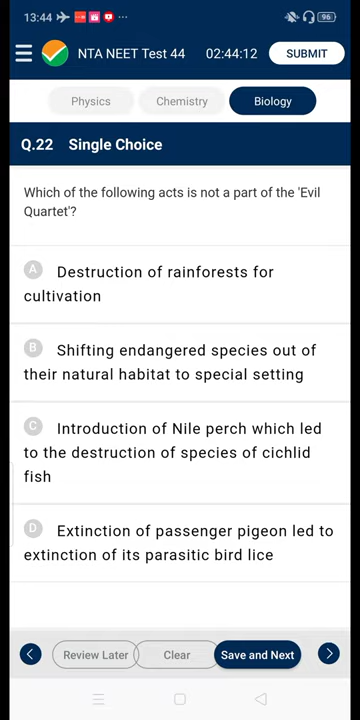 13:44 ... 96
NTA NEET Test 44 02:44:12 SUBMIT
Physics Chemistry Biology
Q.22 Single Choice
Which of the following acts is not a part of the 'Evil
Quartet'?
A Destruction of rainforests for
cultivation
B Shifting endangered species out of
their natural habitat to special setting
C Introduction of Nile perch which led
to the destruction of species of cichlid
fish
D Extinction of passenger pigeon led to
extinction of its parasitic bird lice
Review Later Clear Save and Next